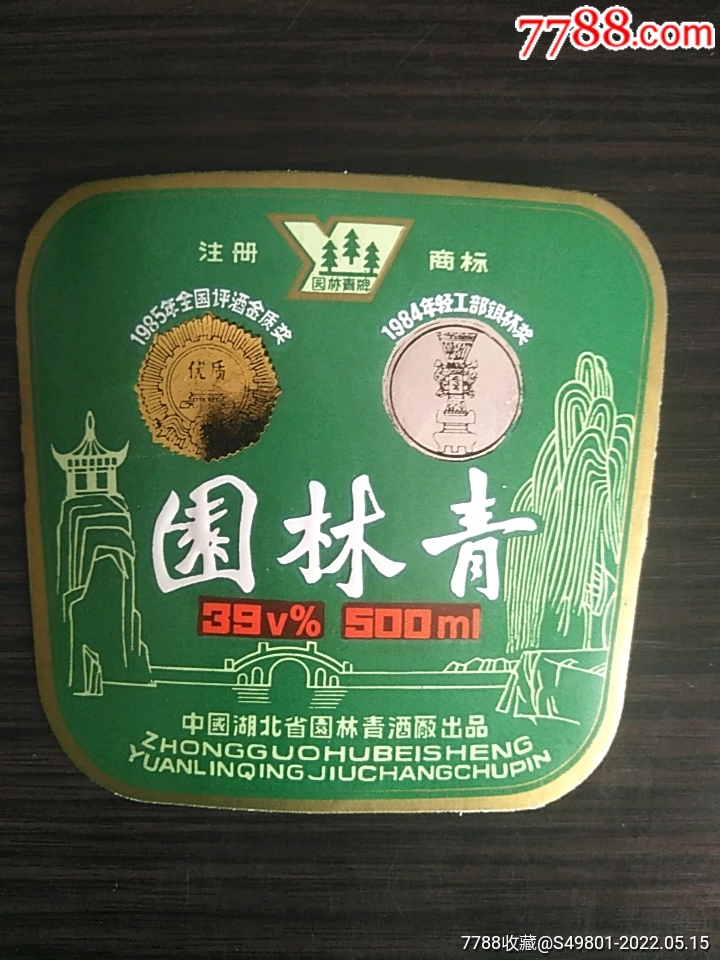 7788.com
注册 商标
园林青牌
1985年全国评酒金质奖
1984年轻工部银杯奖
优质
園林青
39v% 500ml
中國湖北省園林青酒廠出品
ZHONGGUOHUBEISHENG
YUANLINQINGJIUCHANGCHUPIN
7788收藏@S49801-2022.05.15